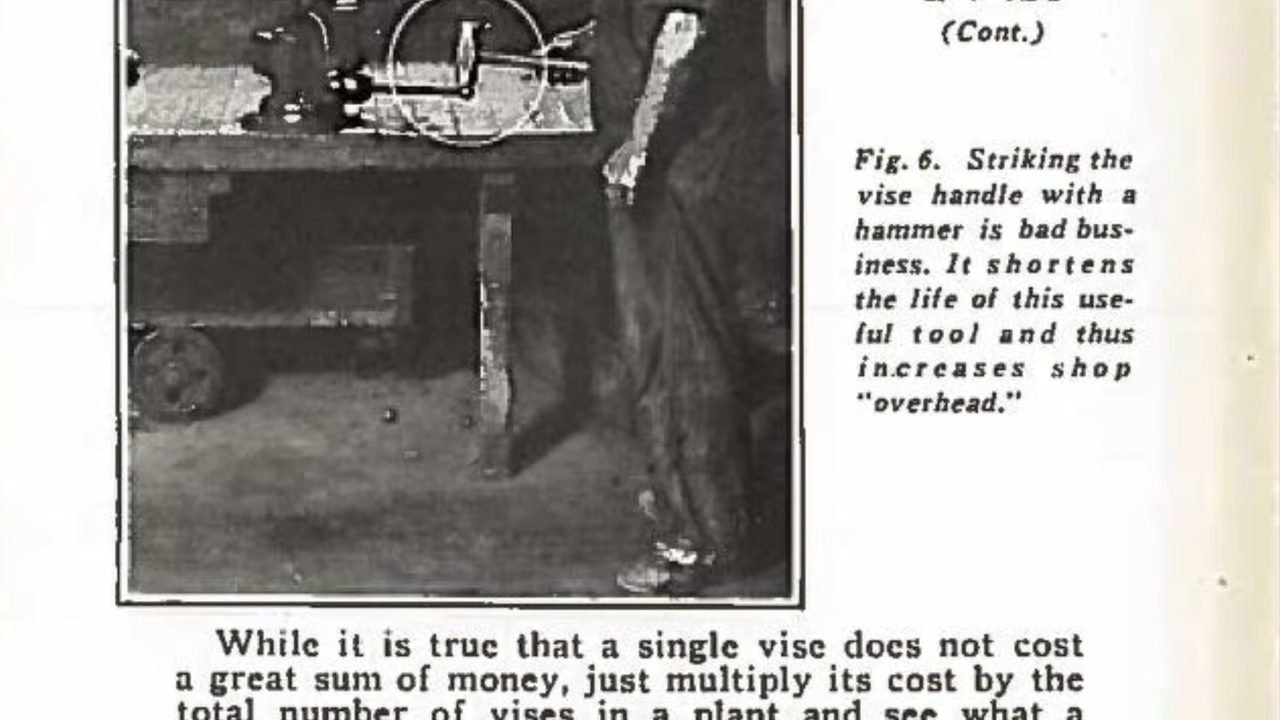 (Cont.)
Fig. 6. Striking the
vise handle with a
hammer is bad bus-
iness. It shortens
the life of this use-
ful tool and thus
increases shop
"overhead."
While it is true that a single vise does not cost
a great sum of money, just multiply its cost by the
total number of vises in a plant and see what a